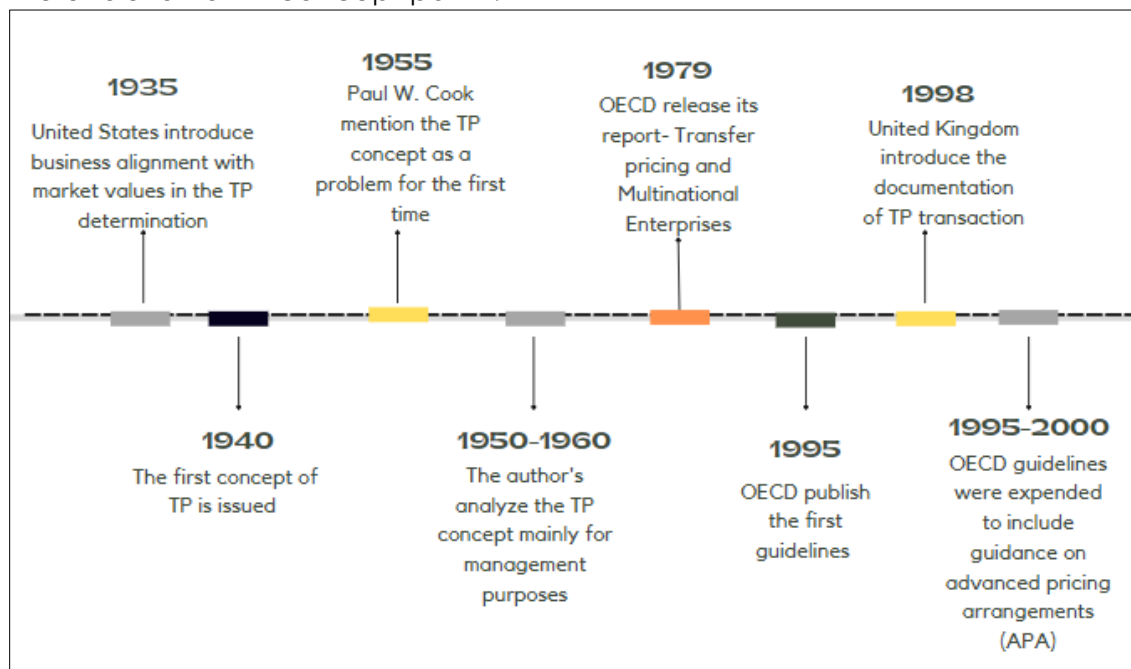 1935
United States introduce
business alignment with
market values in the TP
determination
1940
The first concept of
TP is issued
1955
Paul W. Cook
mention the TP
concept as a
problem for the first
time
1950-1960
The author's
analyze the TP
concept mainly for
management
purposes
1979
OECD release its
report- Transfer
pricing and
Multinational
Enterprises
1995
OECD publish
the first
guidelines
1998
United Kingdom
introduce the
documentation
of TP transaction
1995-2000
OECD guidelines
were expended
to include
guidance on
advanced pricing
arrangements
(APA)